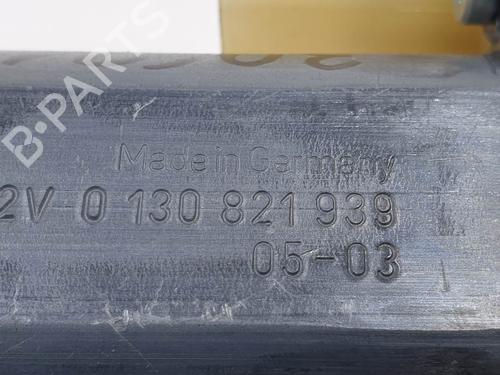 B-PARTS
Made in Germany
2V 0 130 821 939
05-03